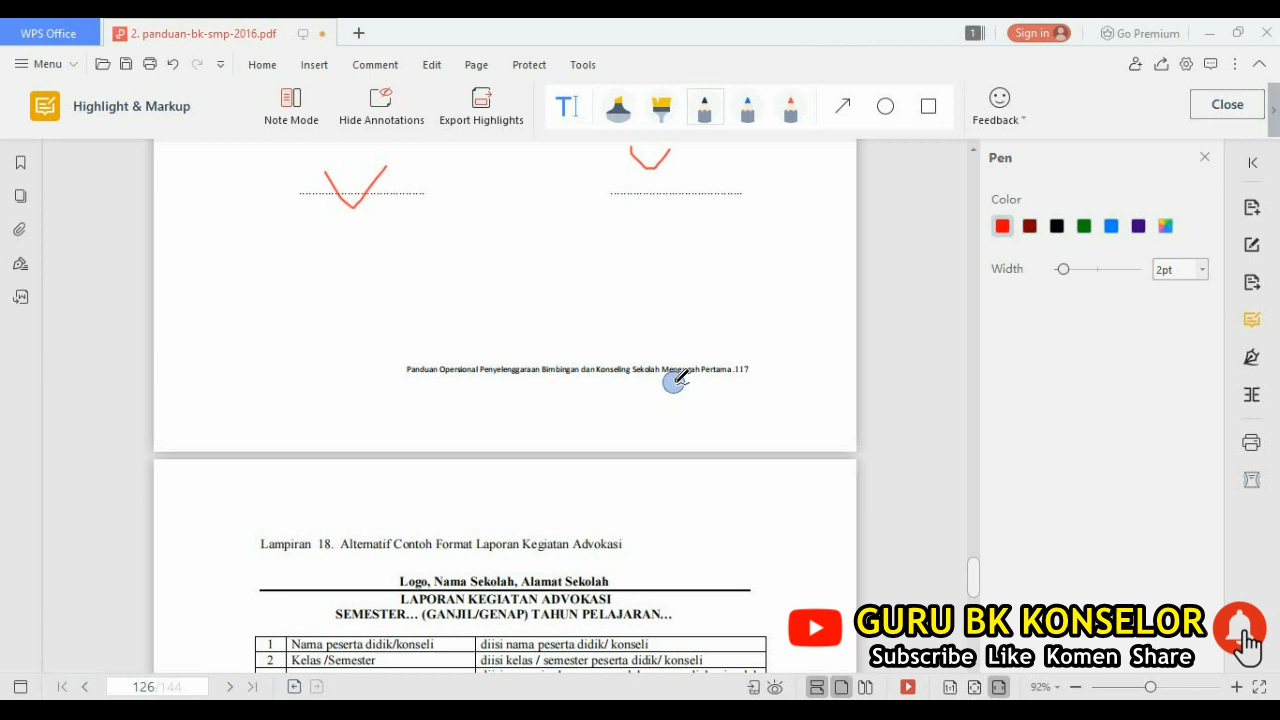 WPS Office
2. panduan-bk-smp-2016.pdf
1
Sign in
Go Premium
Menu
Home
Insert
Comment
Edit
Page
Protect
Tools
Highlight & Markup
Note Mode
Hide Annotations
Export Highlights
Feedback
Close
Pen
Color
Width
2pt
Panduan Opersional Penyelenggaraan Bimbingan dan Konseling Sekolah Menengah Pertama .117
Lampiran 18. Alternatif Contoh Format Laporan Kegiatan Advokasi
Logo, Nama Sekolah, Alamat Sekolah
LAPORAN KEGIATAN ADVOKASI
SEMESTER… (GANJIL/GENAP) TAHUN PELAJARAN…
1 Nama peserta didik/konseli diisi nama peserta didik/ konseli
2 Kelas /Semester diisi kelas / semester peserta didik/ konseli
GURU BK KONSELOR
Subscribe Like Komen Share
126/144
92%